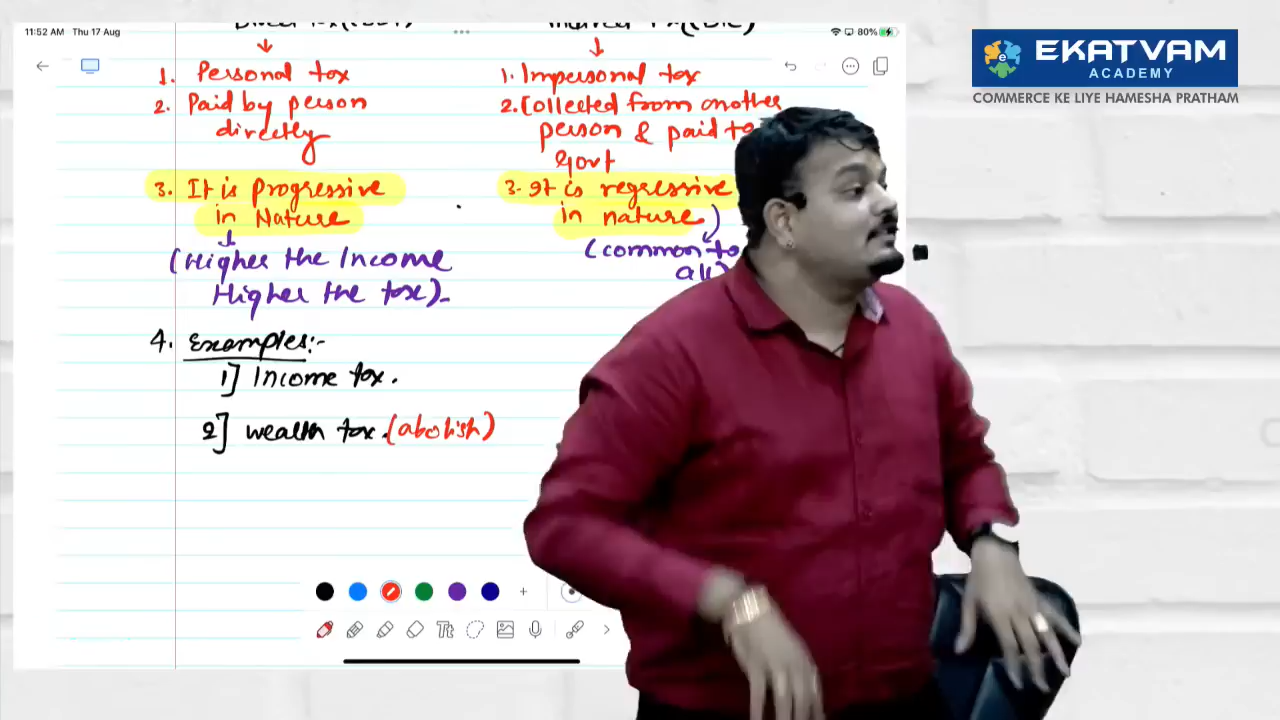 11:52 AM Thu 17 Aug
80%
EKATVAM
ACADEMY
COMMERCE KE LIYE HAMESHA PRATHAM
1. Personal tax
2. Paid by person
directly
3. It is Progressive
in Nature
(Higher the Income
Higher the tax).
4. Examples:-
1] Income tax.
2] wealth tax. (abolish)
1. Impersonal tax
2. Collected from another
person & paid to
govt
3. It is regressive
in nature
(common to
all)
Tt